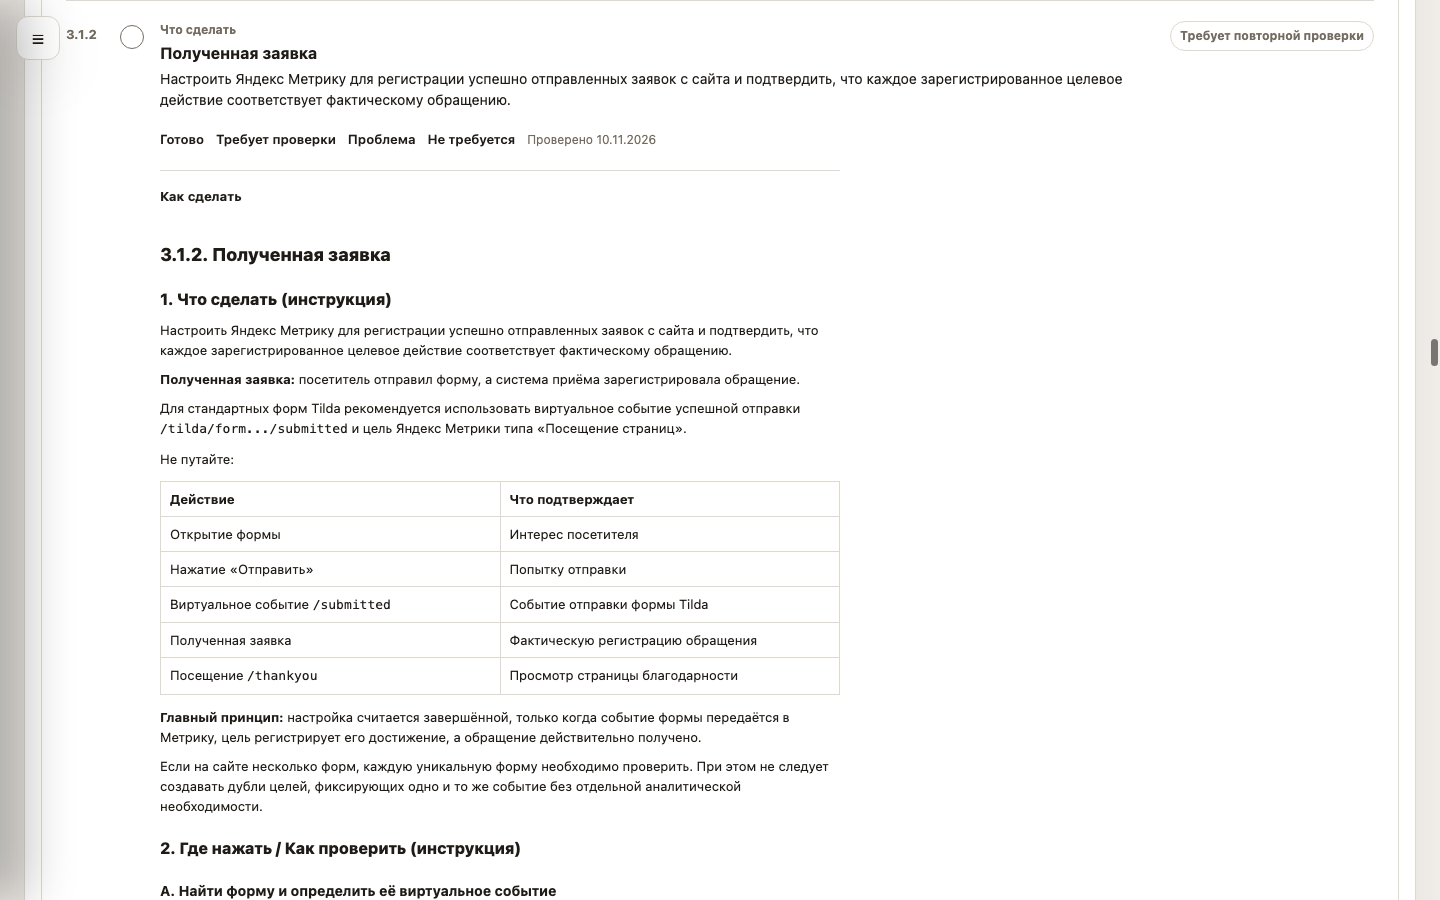 3.1.2
Что сделать
Требует повторной проверки
Полученная заявка
Настроить Яндекс Метрику для регистрации успешно отправленных заявок с сайта и подтвердить, что каждое зарегистрированное целевое
действие соответствует фактическому обращению.
Готово Требует проверки Проблема Не требуется Проверено 10.11.2026
Как сделать
3.1.2. Полученная заявка
1. Что сделать (инструкция)
Настроить Яндекс Метрику для регистрации успешно отправленных заявок с сайта и подтвердить, что
каждое зарегистрированное целевое действие соответствует фактическому обращению.
Полученная заявка: посетитель отправил форму, а система приёма зарегистрировала обращение.
Для стандартных форм Tilda рекомендуется использовать виртуальное событие успешной отправки
/tilda/form.../submitted и цель Яндекс Метрики типа «Посещение страниц».
Не путайте:
Действие Что подтверждает
Открытие формы Интерес посетителя
Нажатие «Отправить» Попытку отправки
Виртуальное событие /submitted Событие отправки формы Tilda
Полученная заявка Фактическую регистрацию обращения
Посещение /thankyou Просмотр страницы благодарности
Главный принцип: настройка считается завершённой, только когда событие формы передаётся в
Метрику, цель регистрирует его достижение, а обращение действительно получено.
Если на сайте несколько форм, каждую уникальную форму необходимо проверить. При этом не следует
создавать дубли целей, фиксирующих одно и то же событие без отдельной аналитической
необходимости.
2. Где нажать / Как проверить (инструкция)
А. Найти форму и определить её виртуальное событие